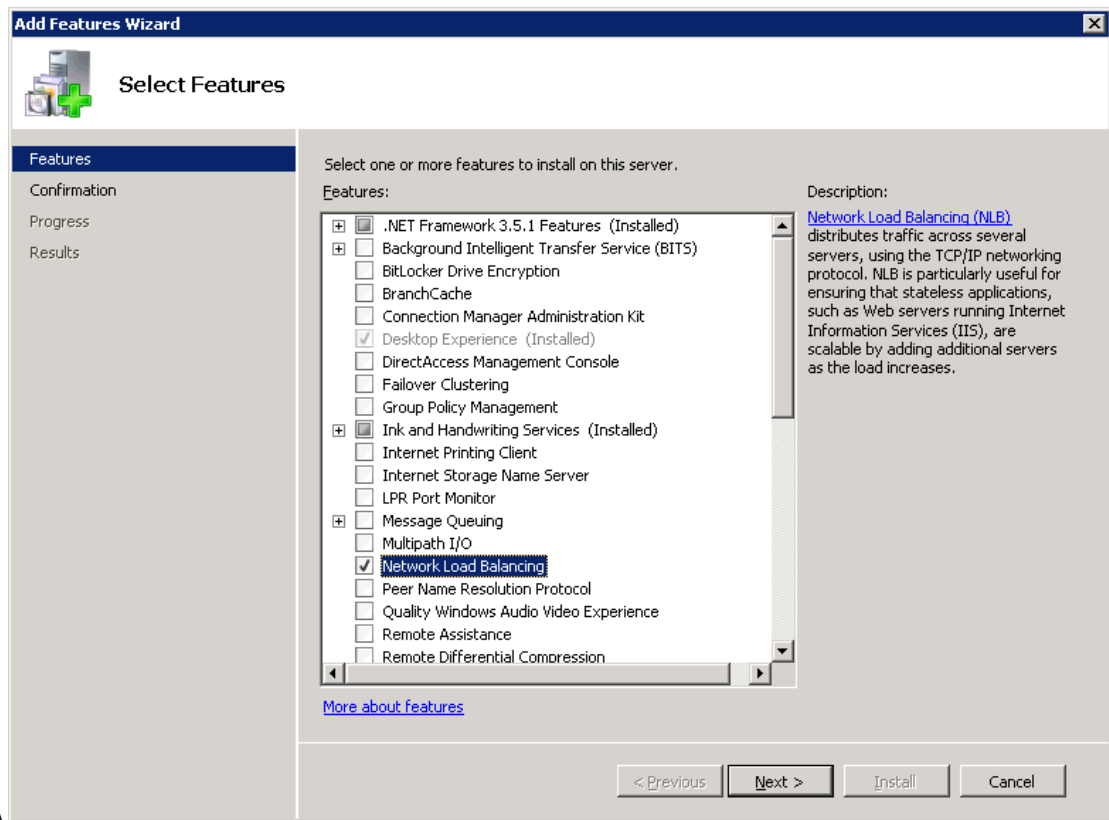 Add Features Wizard
Select Features
Features
Confirmation
Progress
Results
Select one or more features to install on this server.
Features:
.NET Framework 3.5.1 Features (Installed)
Background Intelligent Transfer Service (BITS)
BitLocker Drive Encryption
BranchCache
Connection Manager Administration Kit
Desktop Experience (Installed)
DirectAccess Management Console
Failover Clustering
Group Policy Management
Ink and Handwriting Services (Installed)
Internet Printing Client
Internet Storage Name Server
LPR Port Monitor
Message Queuing
Multipath I/O
Network Load Balancing
Peer Name Resolution Protocol
Quality Windows Audio Video Experience
Remote Assistance
Remote Differential Compression
More about features
Description:
Network Load Balancing (NLB)
distributes traffic across several
servers, using the TCP/IP networking
protocol. NLB is particularly useful for
ensuring that stateless applications,
such as Web servers running Internet
Information Services (IIS), are
scalable by adding additional servers
as the load increases.
< Previous
Next >
Install
Cancel